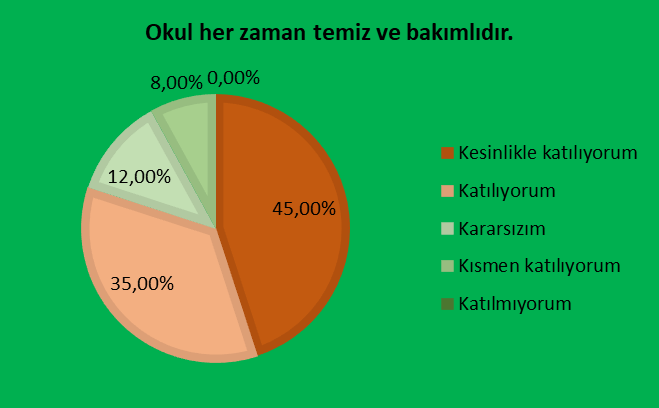 Okul her zaman temiz ve bakımlıdır.
8,00%
0,00%
12,00%
45,00%
35,00%
Kesinlikle katılıyorum
Katılıyorum
Kararsızım
Kısmen katılıyorum
Katılmıyorum